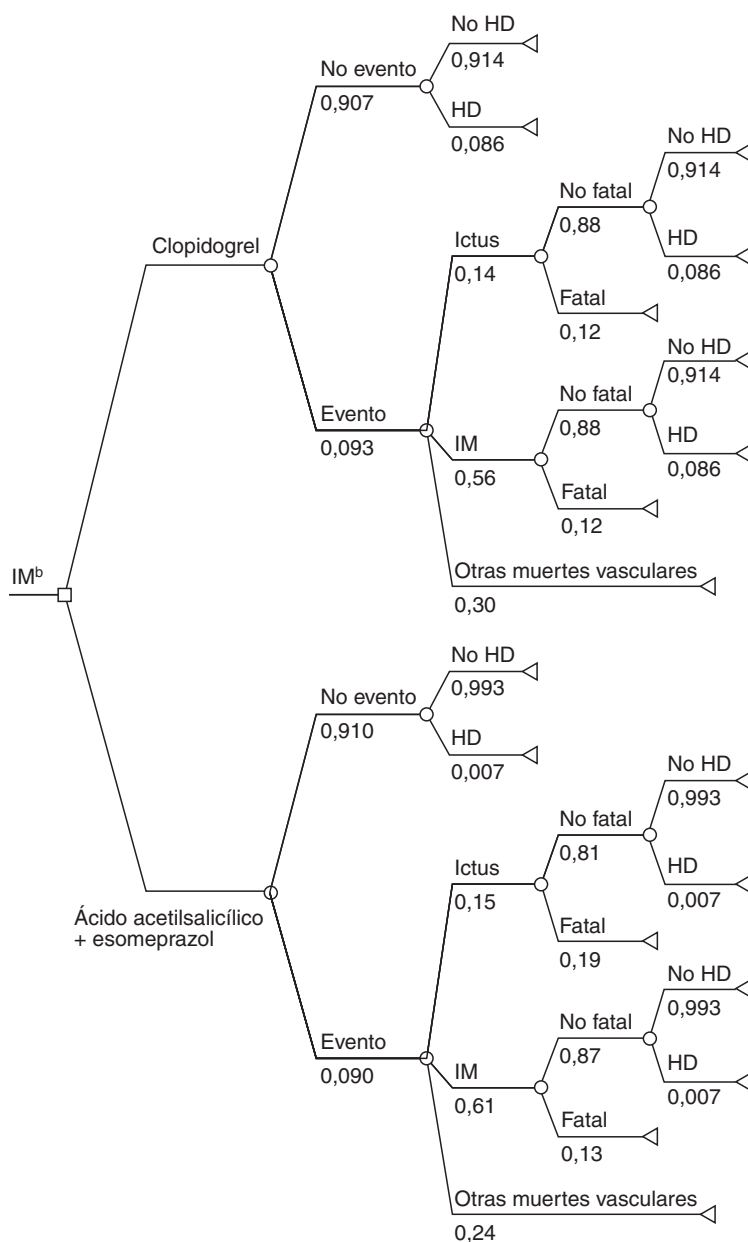 No HD
0,914
No evento
0,907
HD
0,086
No HD
0,914
No fatal
0,88
HD
0,086
Clopidogrel
Ictus
0,14
Fatal
0,12
No HD
0,914
No fatal
0,88
HD
0,086
Evento
0,093
IM
0,56
Fatal
0,12
Otras muertes vasculares
0,30
IMᵇ
No HD
0,993
No evento
0,910
HD
0,007
No HD
0,993
No fatal
0,81
HD
0,007
Ictus
0,15
Fatal
0,19
Ácido acetilsalicílico
+ esomeprazol
No HD
0,993
No fatal
0,87
HD
0,007
Evento
0,090
IM
0,61
Fatal
0,13
Otras muertes vasculares
0,24